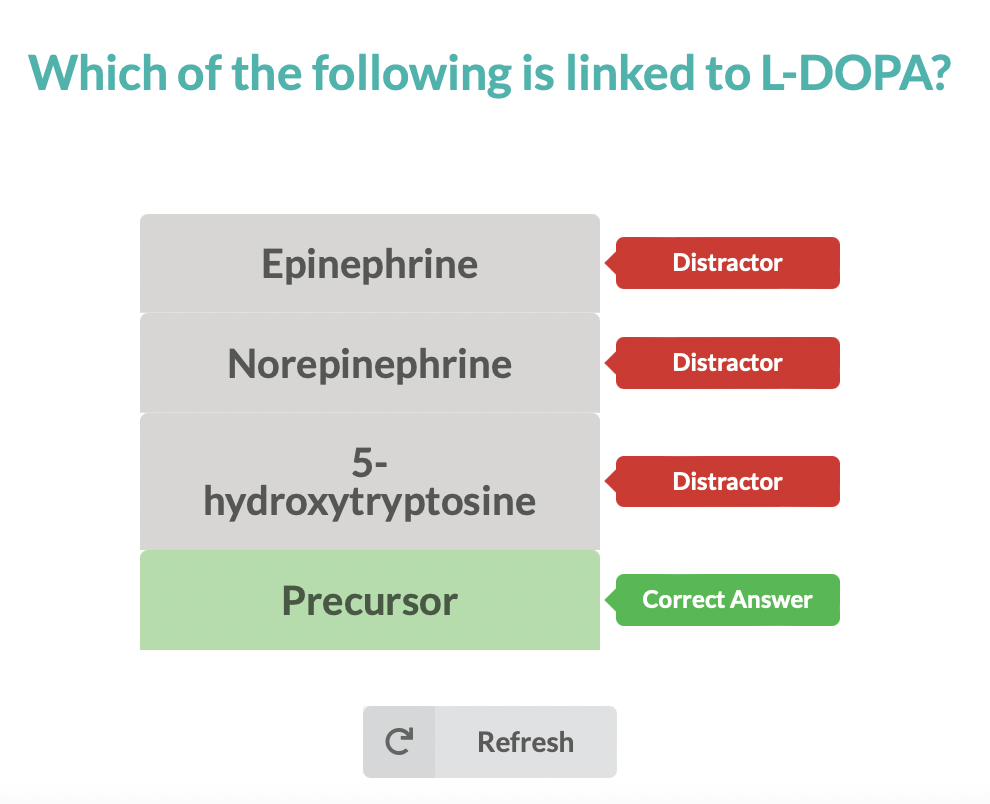 Which of the following is linked to L-DOPA?
Epinephrine
Distractor
Norepinephrine
Distractor
5-
hydroxytryptosine
Distractor
Precursor
Correct Answer
Refresh